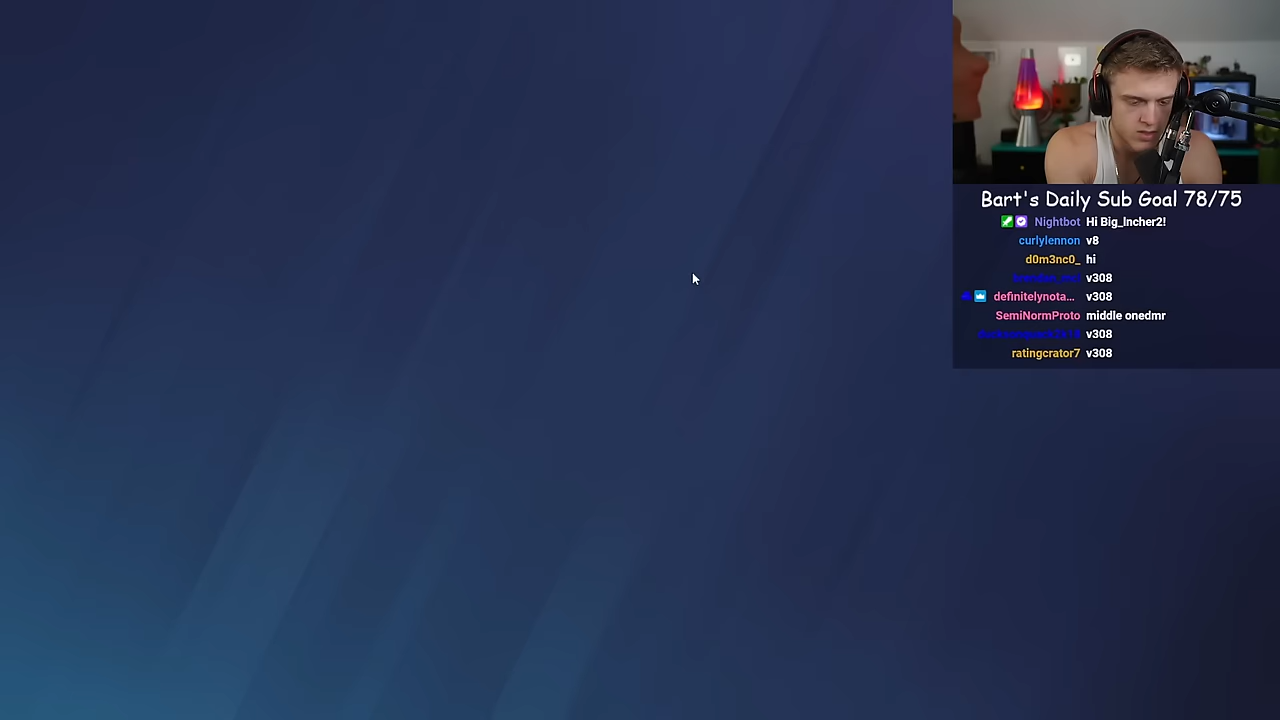 Bart's Daily Sub Goal 78/75
Nightbot Hi Big_Incher2!
curlylennon v8
d0m3nc0_ hi
v308
definitelynota... v308
SemiNormProto middle onedmr
v308
ratingcrator7 v308